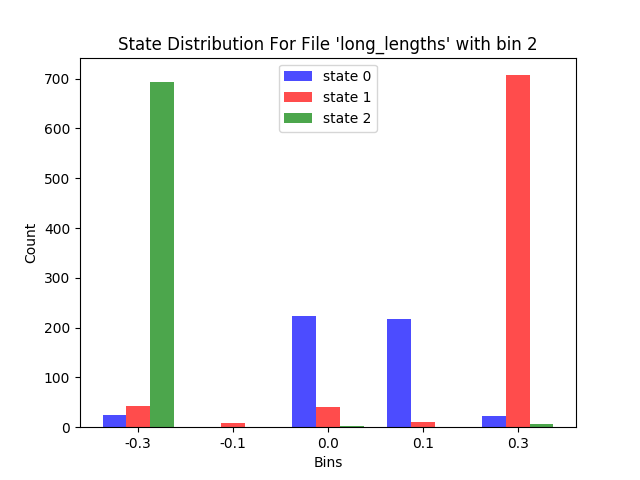 State Distribution For File 'long_lengths' with bin 2
state 0
state 1
state 2
700
600
500
400
300
200
100
0
Count
-0.3 -0.1 0.0 0.1 0.3
Bins